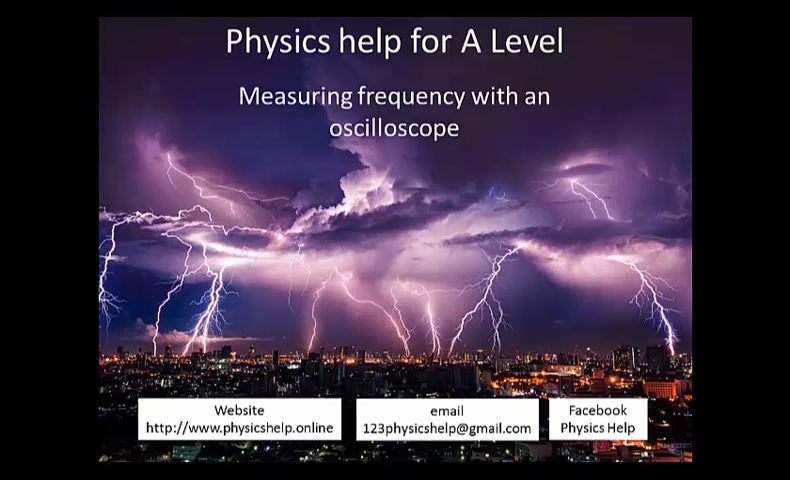 Physics help for A Level
Measuring frequency with an
oscilloscope
Website
http://www.physicshelp.online
email
123physicshelp@gmail.com
Facebook
Physics Help